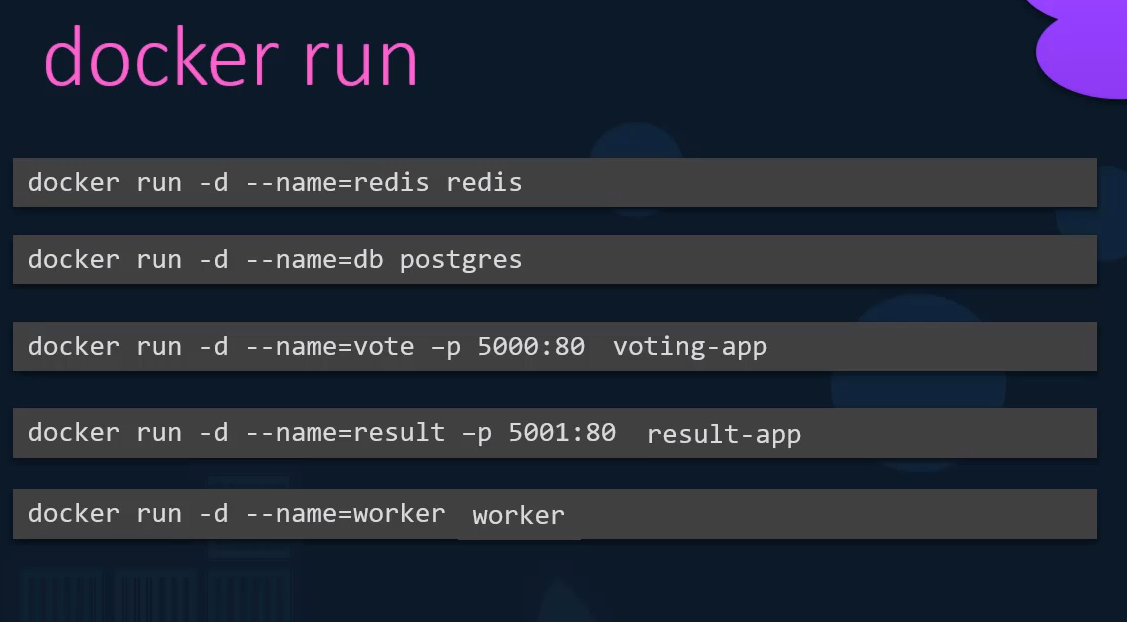 docker run
docker run -d --name=redis redis
docker run -d --name=db postgres
docker run -d --name=vote –p 5000:80 voting-app
docker run -d --name=result –p 5001:80 result-app
docker run -d --name=worker worker